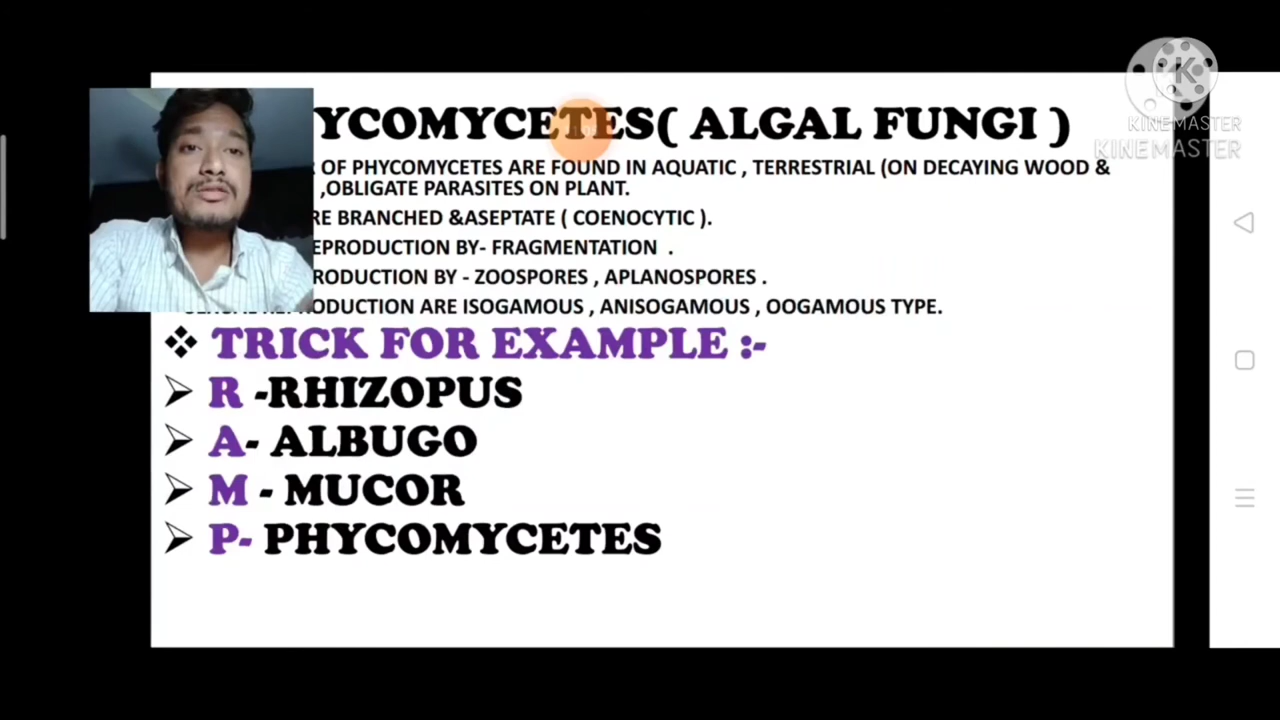 YCOMYCETES( ALGAL FUNGI )
R OF PHYCOMYCETES ARE FOUND IN AQUATIC , TERRESTRIAL (ON DECAYING WOOD &
,OBLIGATE PARASITES ON PLANT.
RE BRANCHED &ASEPTATE ( COENOCYTIC ).
EPRODUCTION BY- FRAGMENTATION .
RODUCTION BY - ZOOSPORES , APLANOSPORES .
ODUCTION ARE ISOGAMOUS , ANISOGAMOUS , OOGAMOUS TYPE.
TRICK FOR EXAMPLE :-
R -RHIZOPUS
A- ALBUGO
M - MUCOR
P- PHYCOMYCETES
KINEMASTER
KINEMASTER